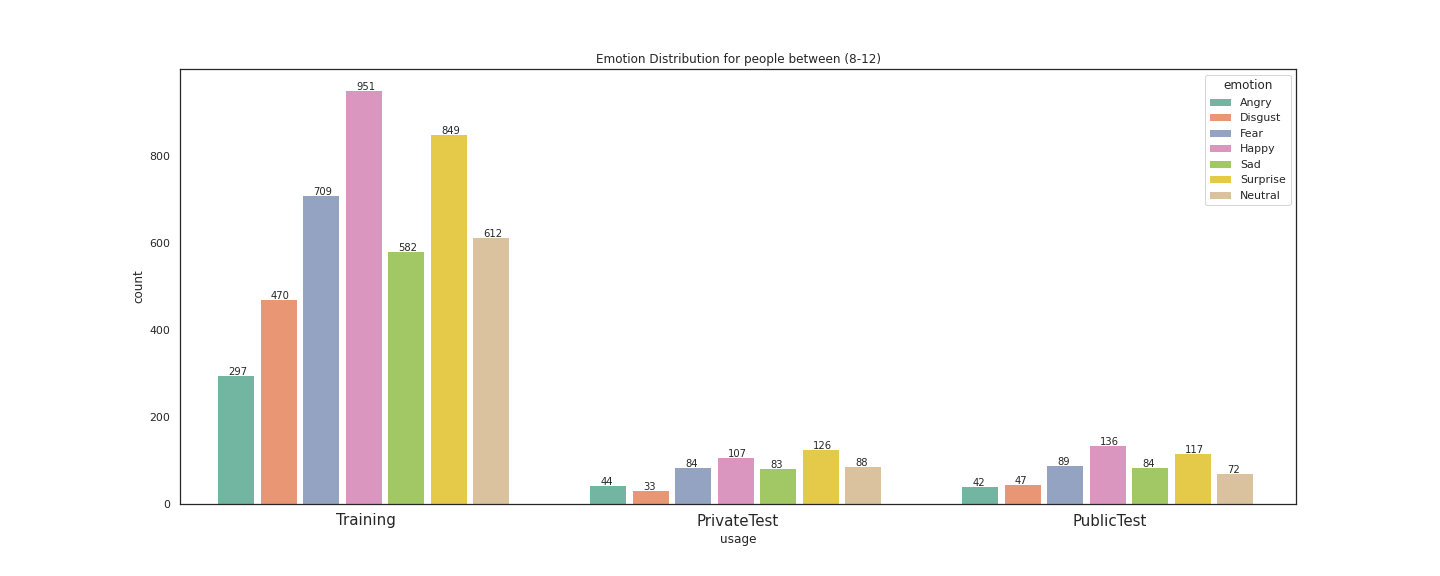 Emotion Distribution for people between (8-12)
emotion
Angry
Disgust
Fear
Happy
Sad
Surprise
Neutral
count
800
600
400
200
0
297
470
709
951
582
849
612
44
33
84
107
83
126
88
42
47
89
136
84
117
72
Training
PrivateTest
PublicTest
usage